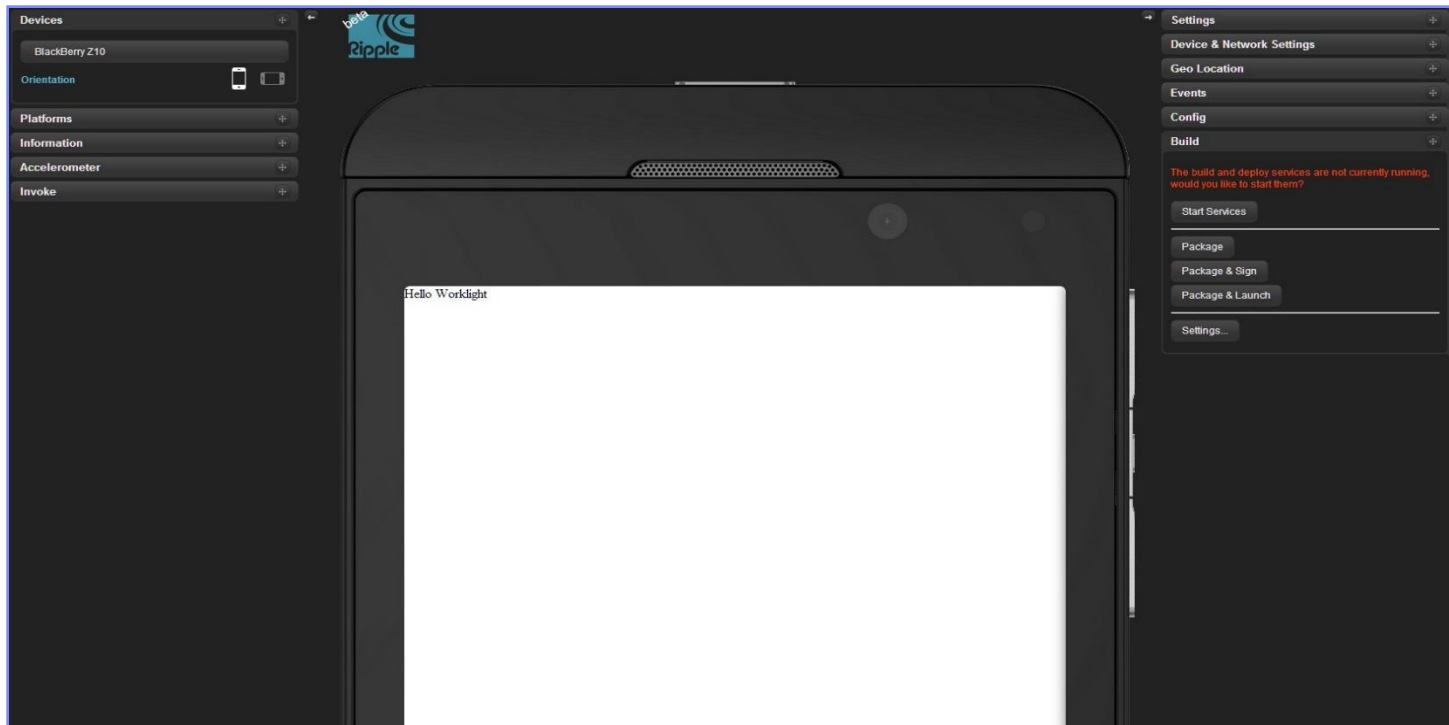 Devices
BlackBerry Z10
Orientation
Platforms
Information
Accelerometer
Invoke
beta
Ripple
Hello Worklight
Settings
Device & Network Settings
Geo Location
Events
Config
Build
The build and deploy services are not currently running,
would you like to start them?
Start Services
Package
Package & Sign
Package & Launch
Settings...